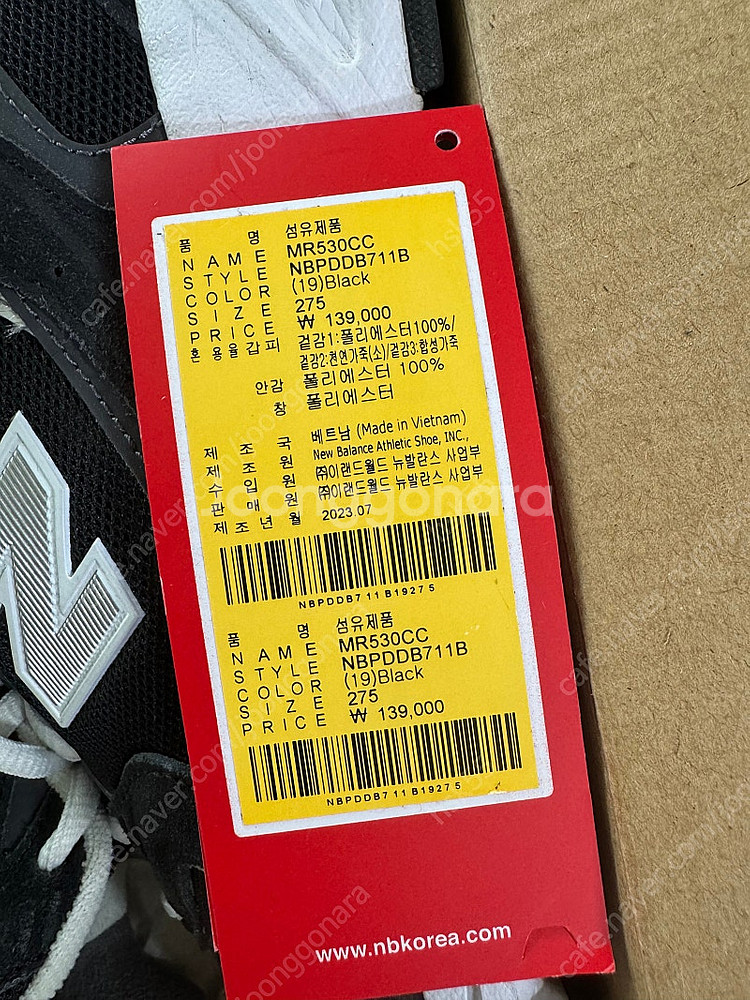 품 명 섬유제품
NAME MR530CC
STYLE NBPDDB711B
COLOR (19)Black
SIZE 275
PRICE ₩ 139,000
혼용율갑피 겉감1:폴리에스터100%/
겉감2:천연가죽(소)/겉감3:합성가죽
안감 폴리에스터 100%
창 폴리에스터
제조국 베트남 (Made in Vietnam)
제조원 New Balance Athletic Shoe, INC.,
수입원 ㈜이랜드월드 뉴발란스 사업부
판매원 ㈜이랜드월드 뉴발란스 사업부
제조년월 2023.07
NBPDDB711B19275
품 명 섬유제품
NAME MR530CC
STYLE NBPDDB711B
COLOR (19)Black
SIZE 275
PRICE ₩ 139,000
NBPDDB711B19275
www.nbkorea.com
joonggonara
cafe.naver.com/joonggonara